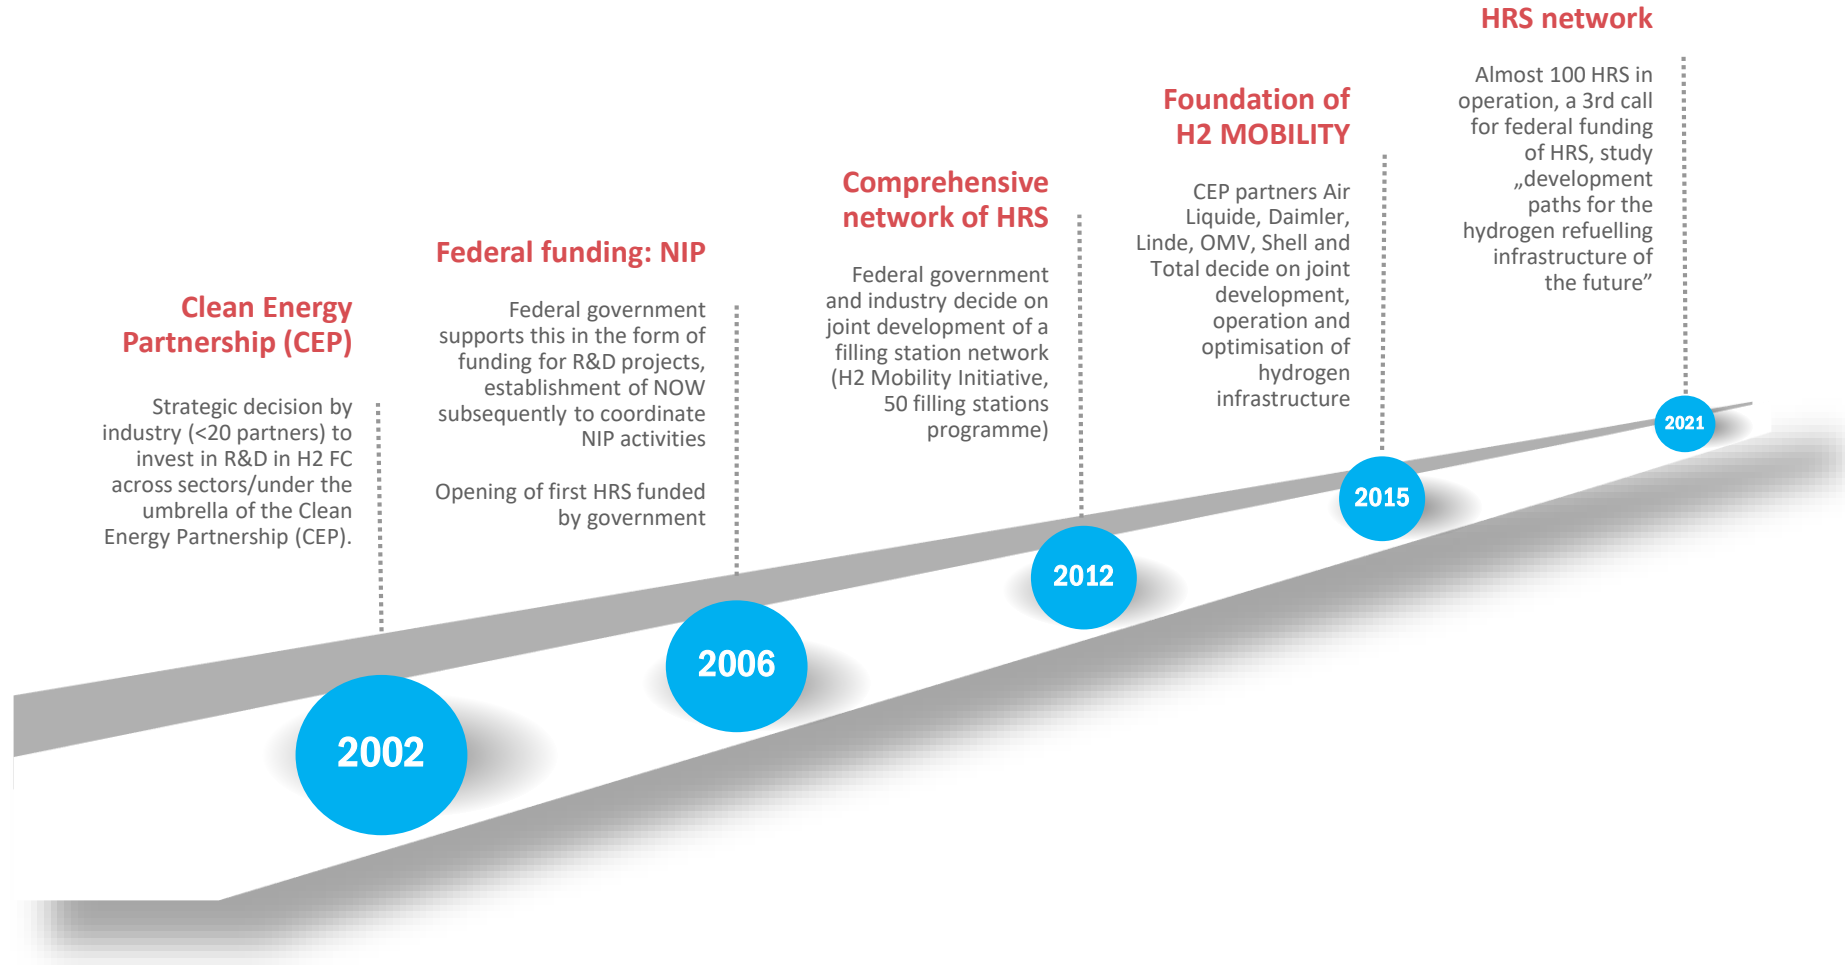 Clean Energy
Partnership (CEP)
Strategic decision by
industry (<20 partners) to
invest in R&D in H2 FC
across sectors/under the
umbrella of the Clean
Energy Partnership (CEP).
2002
Federal funding: NIP
Federal government
supports this in the form of
funding for R&D projects,
establishment of NOW
subsequently to coordinate
NIP activities
Opening of first HRS funded
by government
2006
Comprehensive
network of HRS
Federal government
and industry decide on
joint development of a
filling station network
(H2 Mobility Initiative,
50 filling stations
programme)
2012
Foundation of
H2 MOBILITY
CEP partners Air
Liquide, Daimler,
Linde, OMV, Shell and
Total decide on joint
development,
operation and
optimisation of
hydrogen
infrastructure
2015
HRS network
Almost 100 HRS in
operation, a 3rd call
for federal funding
of HRS, study
„development
paths for the
hydrogen refuelling
infrastructure of
the future”
2021